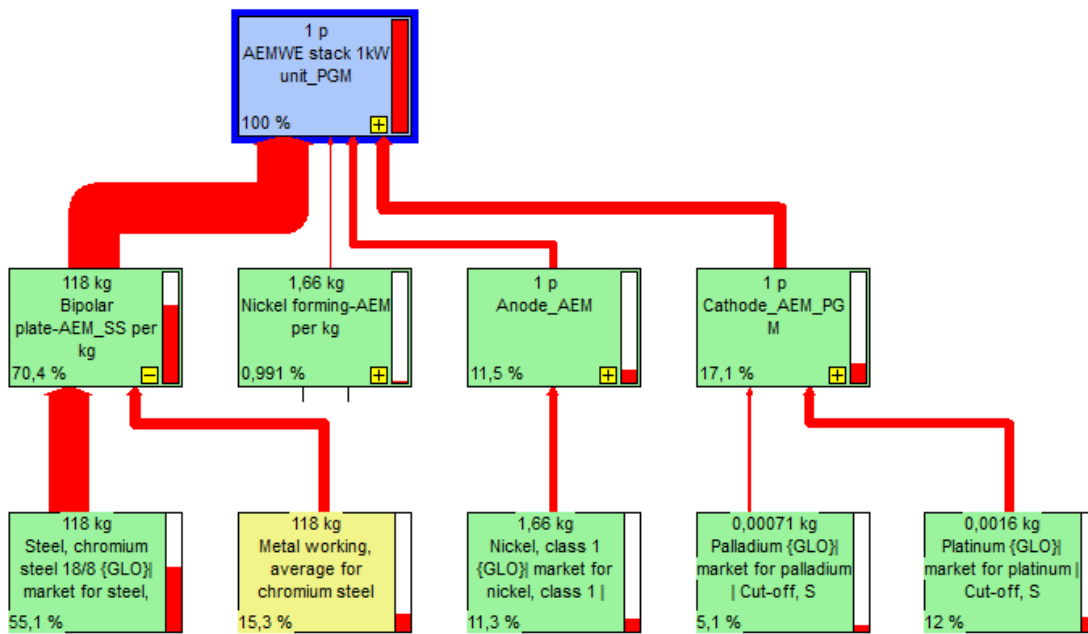 1 p
AEMWE stack 1kW
unit_PGM
100 %
118 kg
Bipolar
plate-AEM_SS per
kg
70,4 %
1,66 kg
Nickel forming-AEM
per kg
0,991 %
1 p
Anode_AEM
11,5 %
1 p
Cathode_AEM_PG
M
17,1 %
118 kg
Steel, chromium
steel 18/8 {GLO}|
market for steel,
55,1 %
118 kg
Metal working,
average for
chromium steel
15,3 %
1,66 kg
Nickel, class 1
{GLO}| market for
nickel, class 1 |
11,3 %
0,00071 kg
Palladium {GLO}|
market for palladium
| Cut-off, S
5,1 %
0,0016 kg
Platinum {GLO}|
market for platinum |
Cut-off, S
12 %